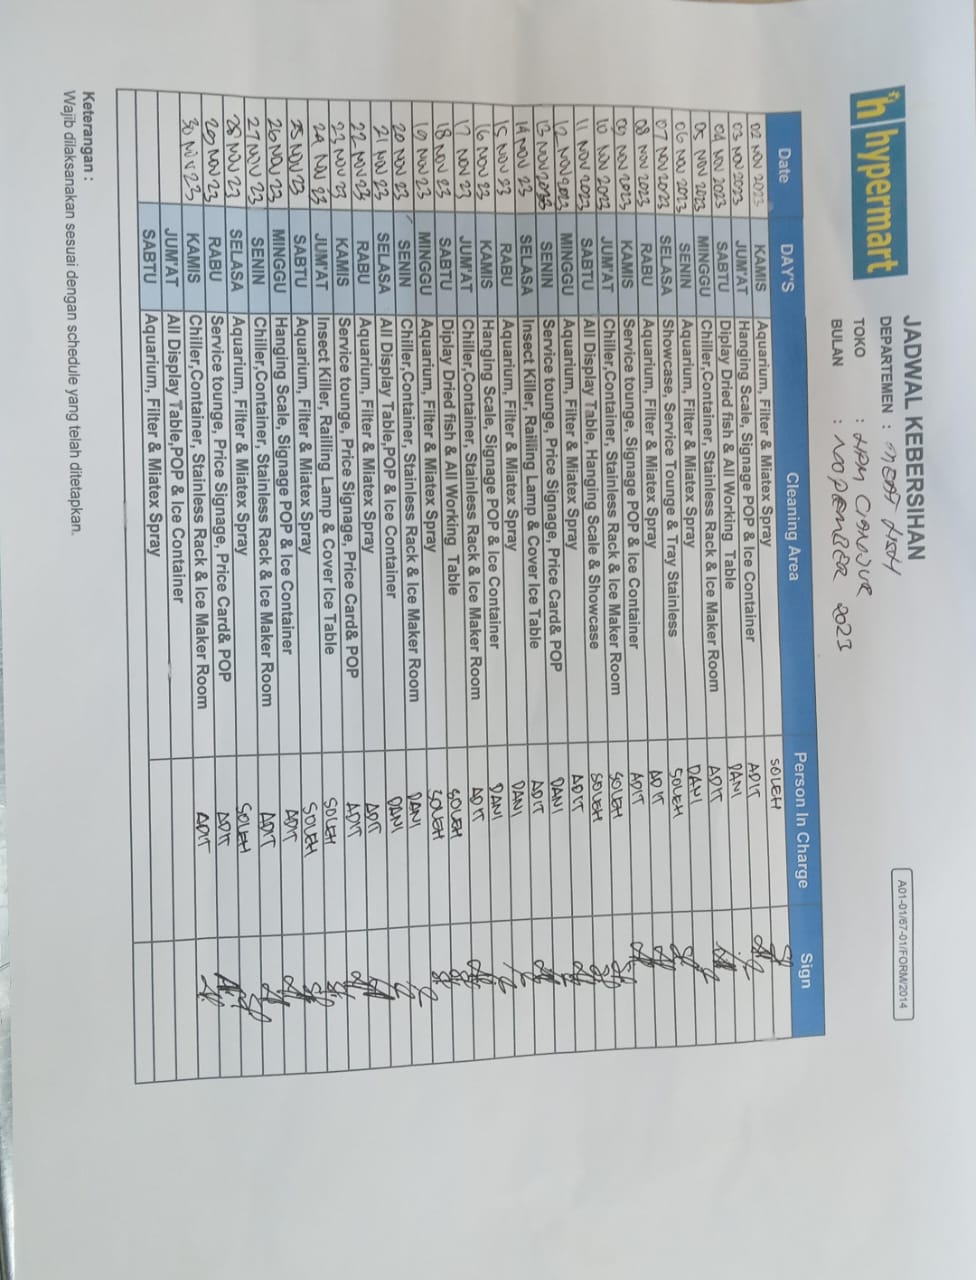 hypermart
JADWAL KEBERSIHAN
A01-01/67-01/FORM/2014
DEPARTEMEN :
TOKO : HPM CIANJUR
BULAN : NOPEMBER 2023
Date DAY'S Cleaning Area Person In Charge Sign
02 NOV 2023 KAMIS Aquarium, Filter & Miatex Spray SOLEH
03 NOV 2023 JUM'AT Hanging Scale, Signage POP & Ice Container ADIT
04 NOV 2023 SABTU Diplay Dried fish & All Working Table DANI
05 NOV 2023 MINGGU Chiller,Container, Stainless Rack & Ice Maker Room ADIT
06 NOV 2023 SENIN Aquarium, Filter & Miatex Spray DANI
07 NOV 2023 SELASA Showcase, Service Tounge & Tray Stainless SOLEH
08 NOV 2023 RABU Aquarium, Filter & Miatex Spray ADIT
09 NOV 2023 KAMIS Service tounge, Signage POP & Ice Container ADIT
10 NOV 2023 JUM'AT Chiller,Container, Stainless Rack & Ice Maker Room SOLEH
11 NOV 2023 SABTU All Display Table, Hanging Scale & Showcase SOLEH
12 NOV 2023 MINGGU Aquarium, Filter & Miatex Spray ADIT
13 NOV 2023 SENIN Service tounge, Price Signage, Price Card& POP DANI
14 NOV 23 SELASA Insect Killer, Railling Lamp & Cover Ice Table ADIT
15 NOV 23 RABU Aquarium, Filter & Miatex Spray DANI
16 NOV 23 KAMIS Hanging Scale, Signage POP & Ice Container DANI
17 NOV 23 JUM'AT Chiller,Container, Stainless Rack & Ice Maker Room ADIT
18 NOV 23 SABTU Diplay Dried fish & All Working Table SOLEH
19 NOV 23 MINGGU Aquarium, Filter & Miatex Spray SOLEH
20 NOV 23 SENIN Chiller,Container, Stainless Rack & Ice Maker Room DANI
21 NOV 23 SELASA All Display Table,POP & Ice Container DANI
22 NOV 23 RABU Aquarium, Filter & Miatex Spray ADIT
23 NOV 23 KAMIS Service tounge, Price Signage, Price Card& POP ADIT
24 NOV 23 JUM'AT Insect Killer, Railling Lamp & Cover Ice Table SOLEH
25 NOV 23 SABTU Aquarium, Filter & Miatex Spray SOLEH
26 NOV 23 MINGGU Hanging Scale, Signage POP & Ice Container ADIT
27 NOV 23 SENIN Chiller,Container, Stainless Rack & Ice Maker Room ADIT
28 NOV 23 SELASA Aquarium, Filter & Miatex Spray SOLEH
29 NOV 23 RABU Service tounge, Price Signage, Price Card& POP ADIT
30 NOV 23 KAMIS Chiller,Container, Stainless Rack & Ice Maker Room ADIT
JUM'AT All Display Table,POP & Ice Container
SABTU Aquarium, Filter & Miatex Spray
Keterangan :
Wajib dilaksanakan sesuai dengan schedule yang telah ditetapkan.